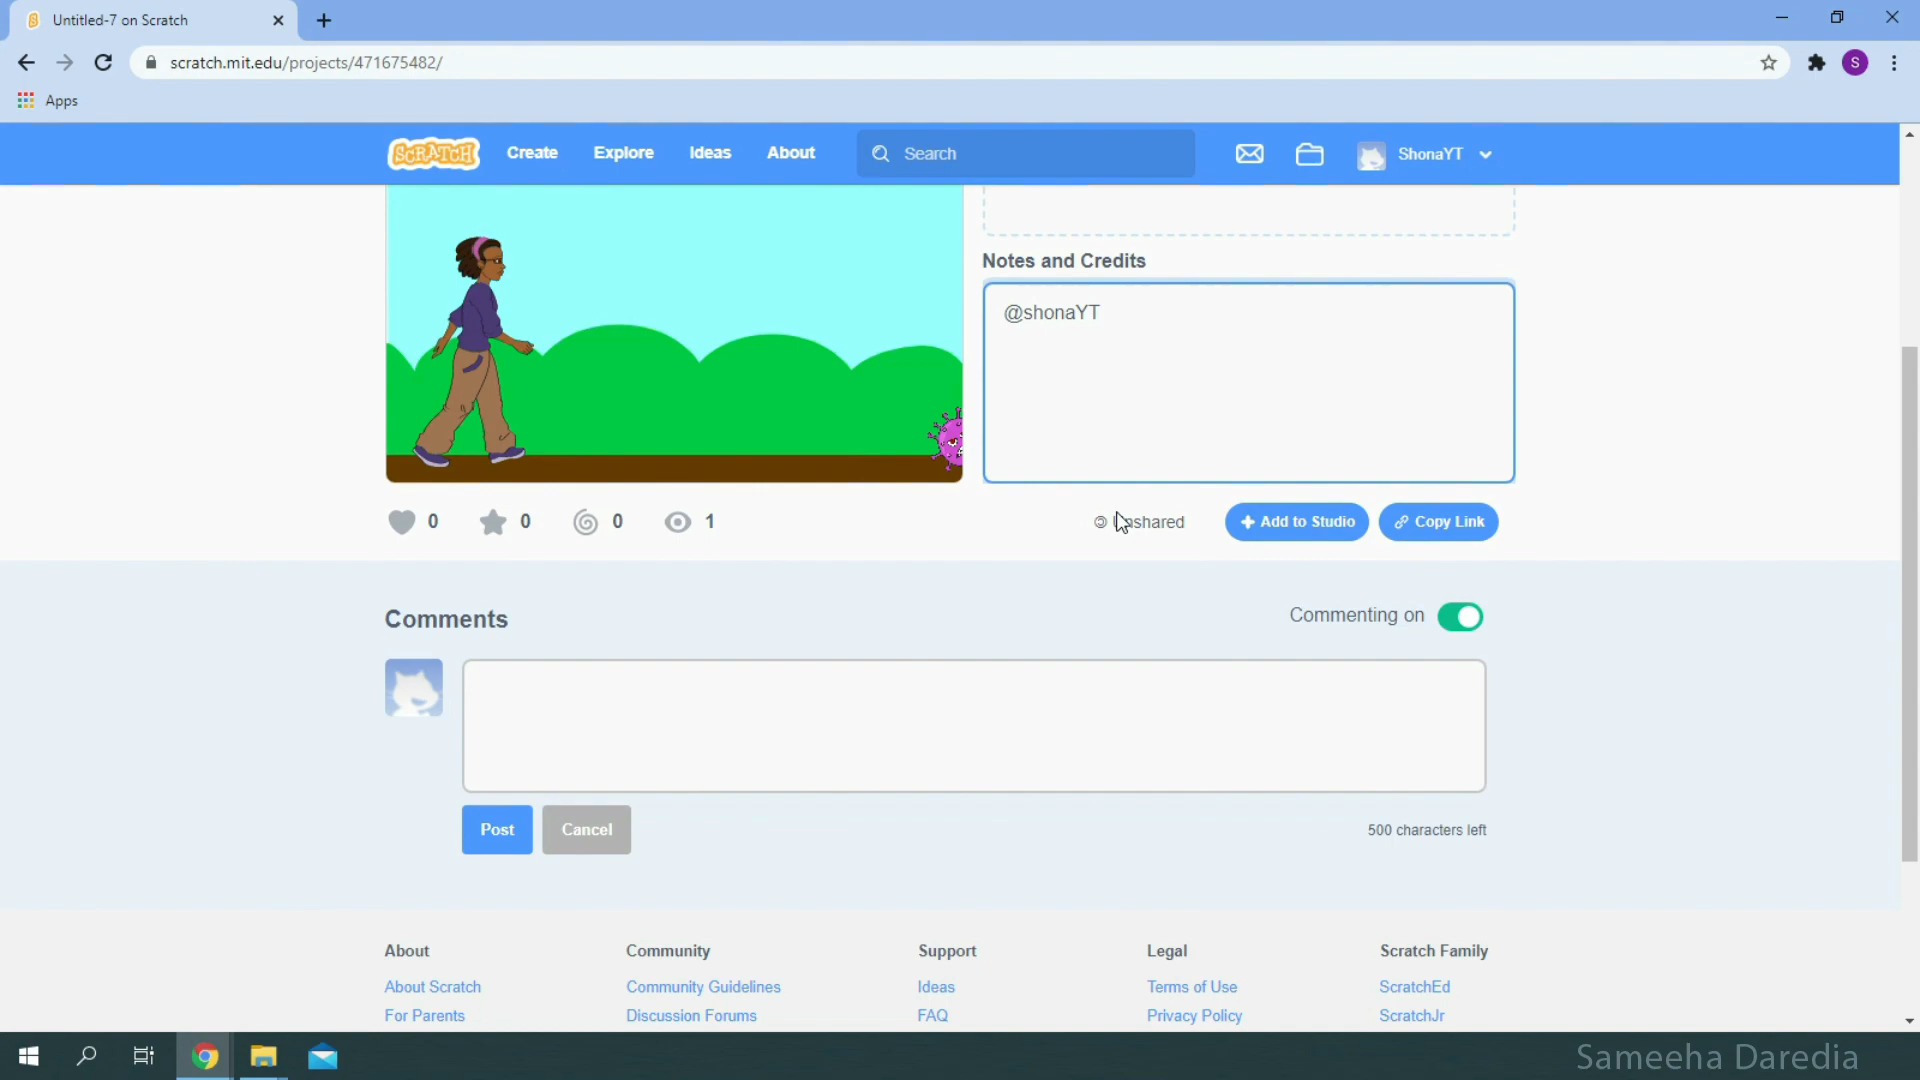 Untitled-7 on Scratch
scratch.mit.edu/projects/471675482/
S
Apps
SCRATCH
Create
Explore
Ideas
About
Search
ShonaYT
Notes and Credits
@shonaYT
0
0
0
1
Add to Studio
Copy Link
Comments
Commenting on
Post
Cancel
500 characters left
About
Community
Support
Legal
Scratch Family
About Scratch
Community Guidelines
Ideas
Terms of Use
ScratchEd
For Parents
Discussion Forums
FAQ
Privacy Policy
ScratchJr
Sameeha Daredia